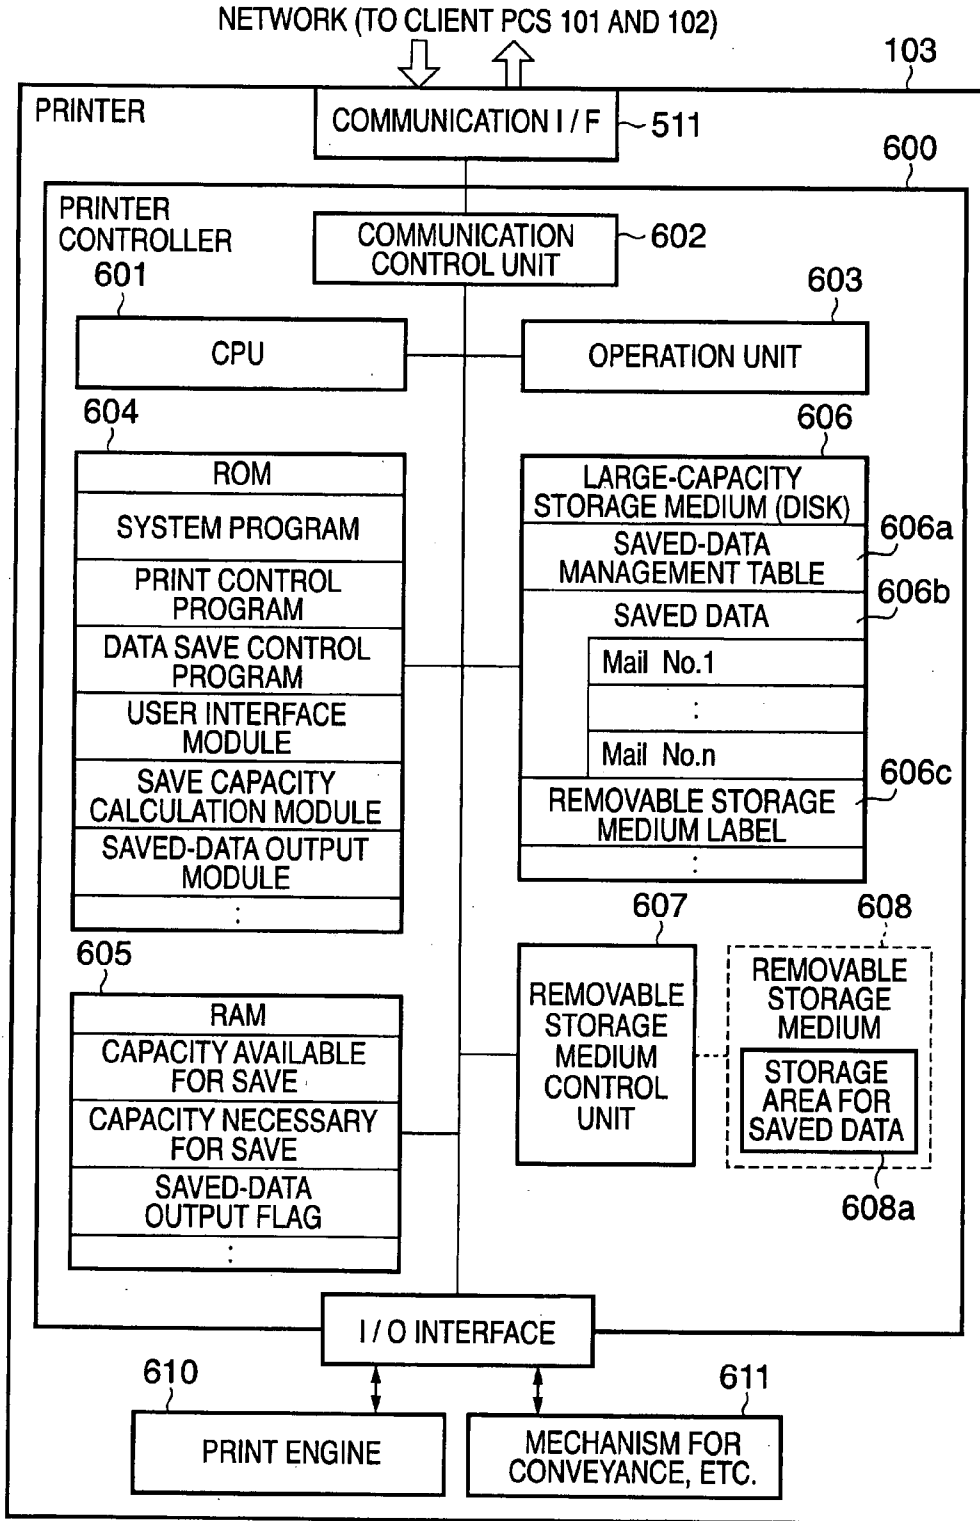 NETWORK (TO CLIENT PCS 101 AND 102)
103
PRINTER
COMMUNICATION I / F
511
600
PRINTER
CONTROLLER
COMMUNICATION
CONTROL UNIT
602
601
CPU
603
OPERATION UNIT
604
ROM
SYSTEM PROGRAM
PRINT CONTROL
PROGRAM
DATA SAVE CONTROL
PROGRAM
USER INTERFACE
MODULE
SAVE CAPACITY
CALCULATION MODULE
SAVED-DATA OUTPUT
MODULE
:
606
LARGE-CAPACITY
STORAGE MEDIUM (DISK)
606a
SAVED-DATA
MANAGEMENT TABLE
606b
SAVED DATA
Mail No.1
:
Mail No.n
606c
REMOVABLE STORAGE
MEDIUM LABEL
:
605
RAM
CAPACITY AVAILABLE
FOR SAVE
CAPACITY NECESSARY
FOR SAVE
SAVED-DATA
OUTPUT FLAG
:
607
REMOVABLE
STORAGE
MEDIUM
CONTROL
UNIT
608
REMOVABLE
STORAGE
MEDIUM
STORAGE
AREA FOR
SAVED DATA
608a
I / O INTERFACE
610
PRINT ENGINE
611
MECHANISM FOR
CONVEYANCE, ETC.